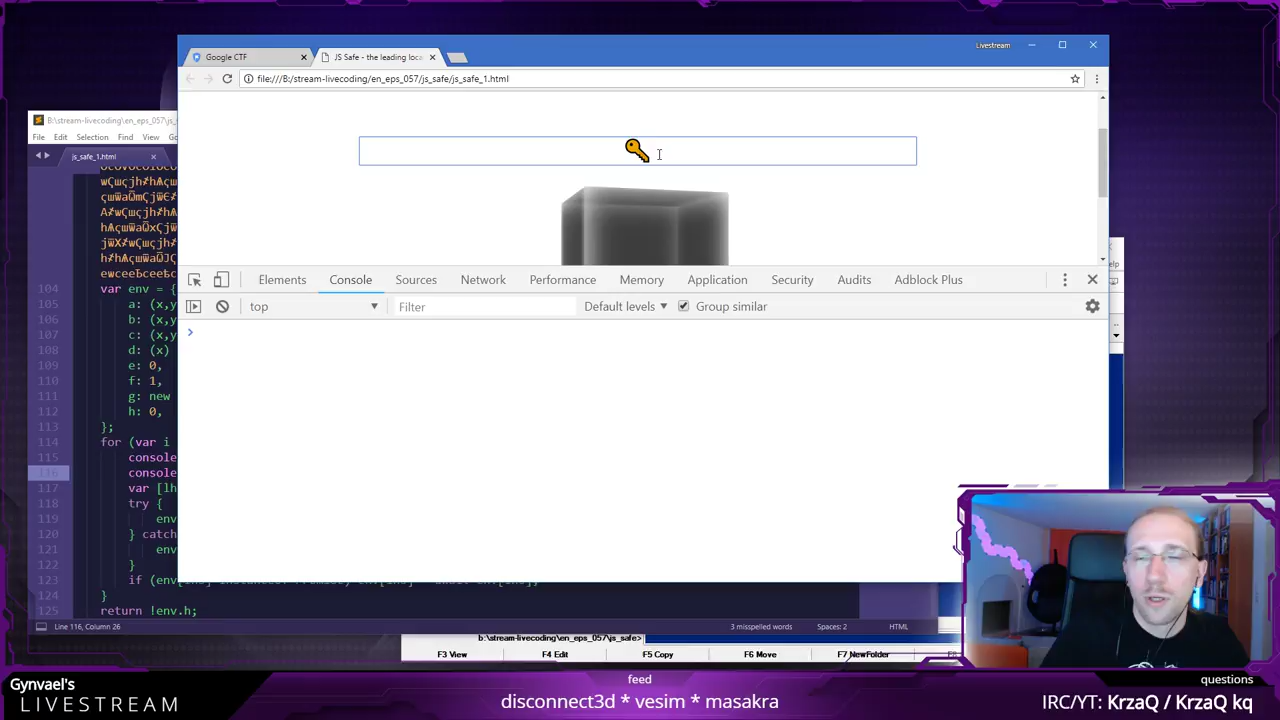 Livestream
Google CTF
JS Safe - the leading loca
file:///B:/stream-livecoding/en_eps_057/js_safe/js_safe_1.html
B:\stream-livecoding\en_eps_057\js_s
File Edit Selection Find View Go
js_safe_1.html
Elements Console Sources Network Performance Memory Application Security Audits Adblock Plus
top
Filter
Default levels
Group similar
104 var env = {
105 a: (x,y
106 b: (x,y
107 c: (x,y
108 d: (x)
109 e: 0,
110 f: 1,
111 g: new
112 h: 0,
113 };
114 for (var i
115 console
116 console
117 var [lh
118 try {
119 env
120 } catch
121 env
122 }
123 if (env
124 }
125 return !env.h;
Line 116, Column 26
3 misspelled words
Spaces: 2
HTML
b:\stream-livecoding\en_eps_057\js_safe>
F3 View F4 Edit F5 Copy F6 Move F7 NewFolder
Gynvael's
LIVESTREAM
feed
disconnect3d * vesim * masakra
questions
IRC/YT: KrzaQ / KrzaQ kq